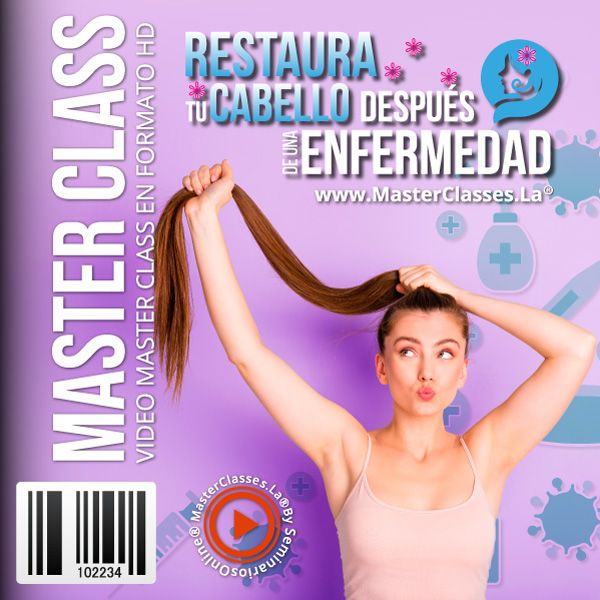 MASTER CLASS
VIDEO MASTER CLASS EN FORMATO HD
RESTAURA
TU CABELLO DESPUÉS
DE UNA ENFERMEDAD
www.MasterClasses.La®
MasterClasses.La®By SeminariosOnline®
102234